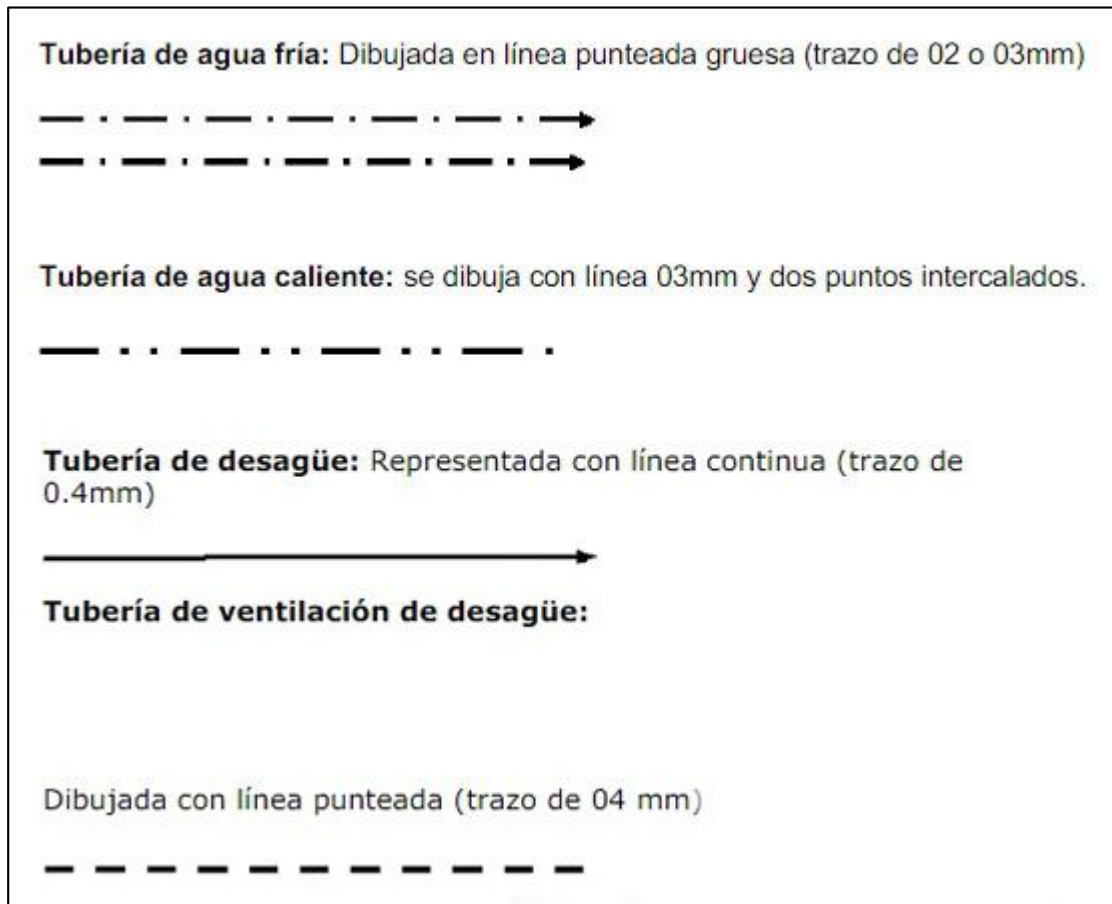 Tubería de agua fría: Dibujada en línea punteada gruesa (trazo de 02 o 03mm)
Tubería de agua caliente: se dibuja con línea 03mm y dos puntos intercalados.
Tubería de desagüe: Representada con línea continua (trazo de
0.4mm)
Tubería de ventilación de desagüe:
Dibujada con línea punteada (trazo de 04 mm)